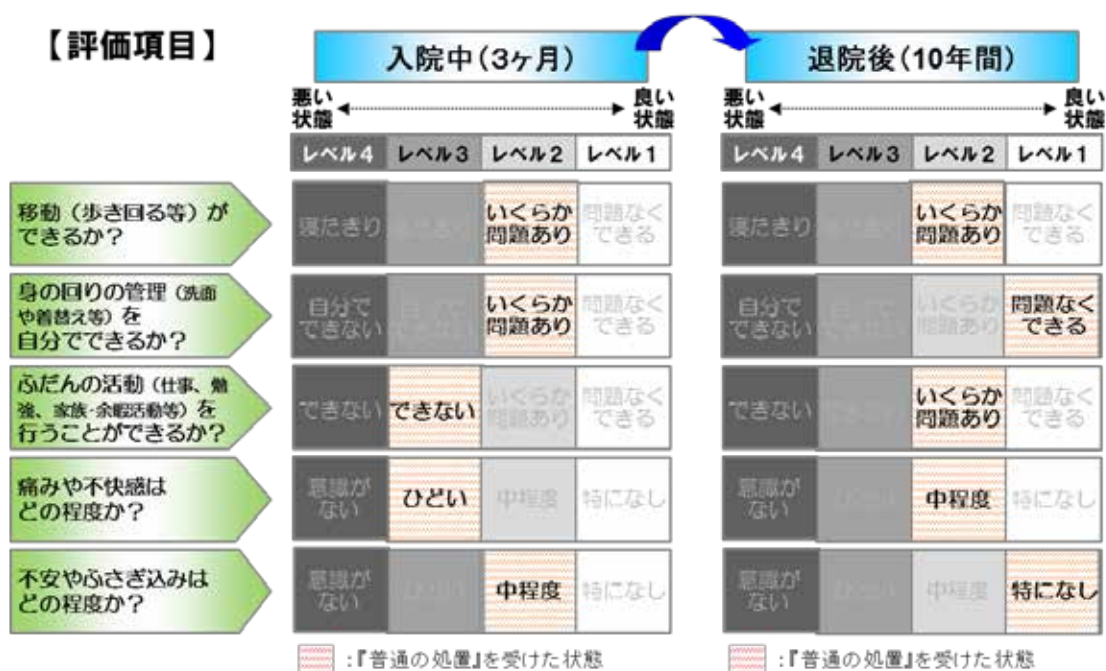 【評価項目】
入院中(3ヶ月)
退院後(10年間)
悪い
状態
良い
状態
悪い
状態
良い
状態
レベル4 レベル3 レベル2 レベル1
レベル4 レベル3 レベル2 レベル1
移動（歩き回る等）が
できるか？
寝たきり
いくらか
問題あり
問題なく
できる
寝たきり
いくらか
問題あり
問題なく
できる
身の回りの管理（洗面
や着替え等）を
自分でできるか？
自分で
できない
いくらか
問題あり
問題なく
できる
自分で
できない
いくらか
問題あり
問題なく
できる
ふだんの活動（仕事、勉
強、家族・余暇活動等）を
行うことができるか？
できない
できない
いくらか
問題あり
問題なく
できる
できない
いくらか
問題あり
問題なく
できる
痛みや不快感は
どの程度か？
意識が
ない
ひどい
中程度
特になし
意識が
ない
中程度
特になし
不安やふさぎ込みは
どの程度か？
意識が
ない
中程度
特になし
意識が
ない
中程度
特になし
：『普通の処置』を受けた状態
：『普通の処置』を受けた状態